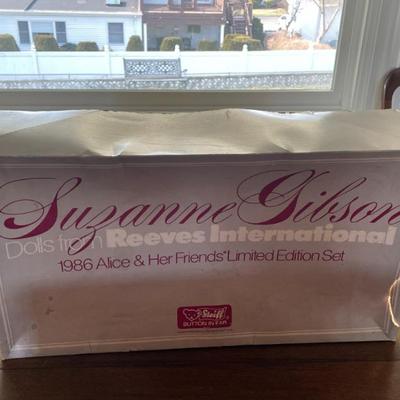 Suzanne Gibson
Dolls from Reeves International
1986 Alice & Her Friends" Limited Edition Set
Steiff
BUTTON IN EAR